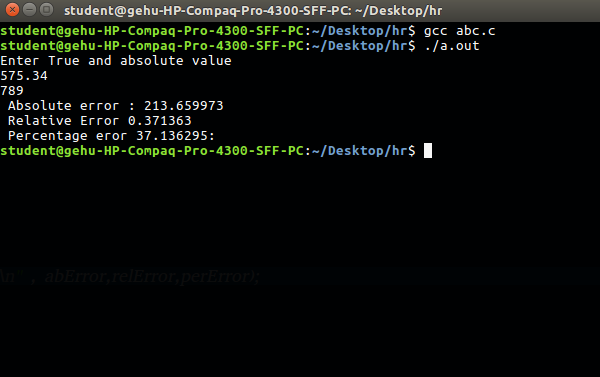 student@gehu-HP-Compaq-Pro-4300-SFF-PC: ~/Desktop/hr
student@gehu-HP-Compaq-Pro-4300-SFF-PC:~/Desktop/hr$ gcc abc.c
student@gehu-HP-Compaq-Pro-4300-SFF-PC:~/Desktop/hr$ ./a.out
Enter True and absolute value
575.34
789
Absolute error : 213.659973
Relative Error 0.371363
Percentage eror 37.136295:
student@gehu-HP-Compaq-Pro-4300-SFF-PC:~/Desktop/hr$
, abError,relError,perError);